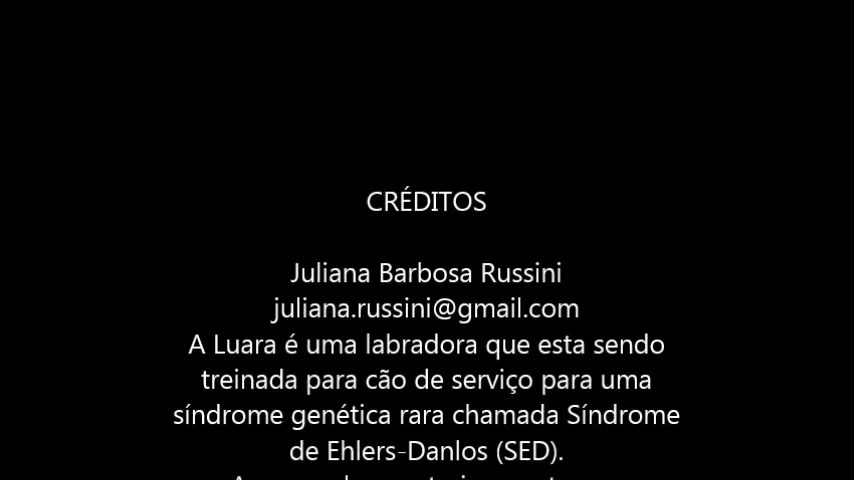 CRÉDITOS
Juliana Barbosa Russini
juliana.russini@gmail.com
A Luara é uma labradora que esta sendo
treinada para cão de serviço para uma
síndrome genética rara chamada Síndrome
de Ehlers-Danlos (SED).